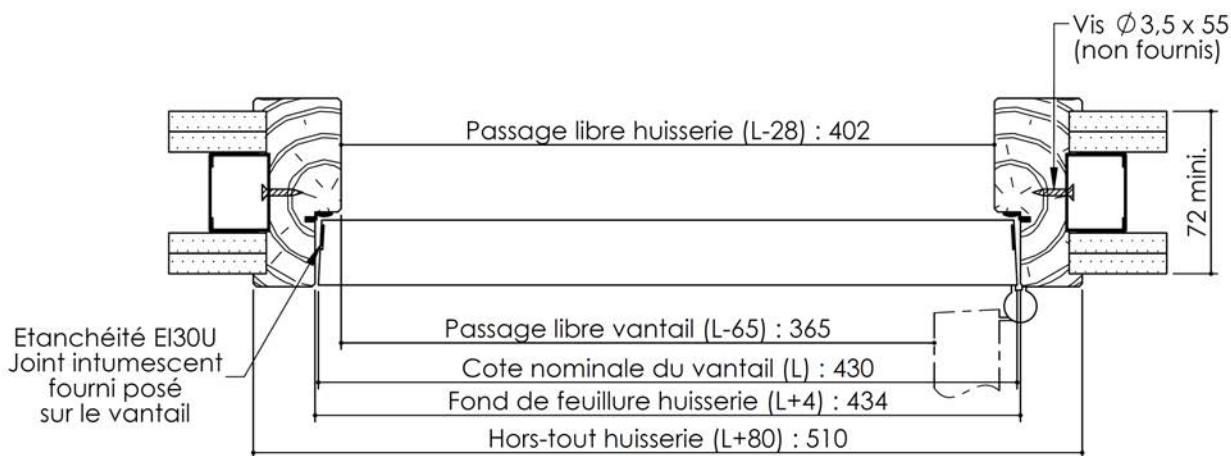 Vis Ø 3,5 x 55
(non fournis)
Passage libre huisserie (L-28) : 402
72 mini.
Etanchéité EI30U
Joint intumescent
fourni posé
sur le vantail
Passage libre vantail (L-65) : 365
Cote nominale du vantail (L) : 430
Fond de feuillure huisserie (L+4) : 434
Hors-tout huisserie (L+80) : 510